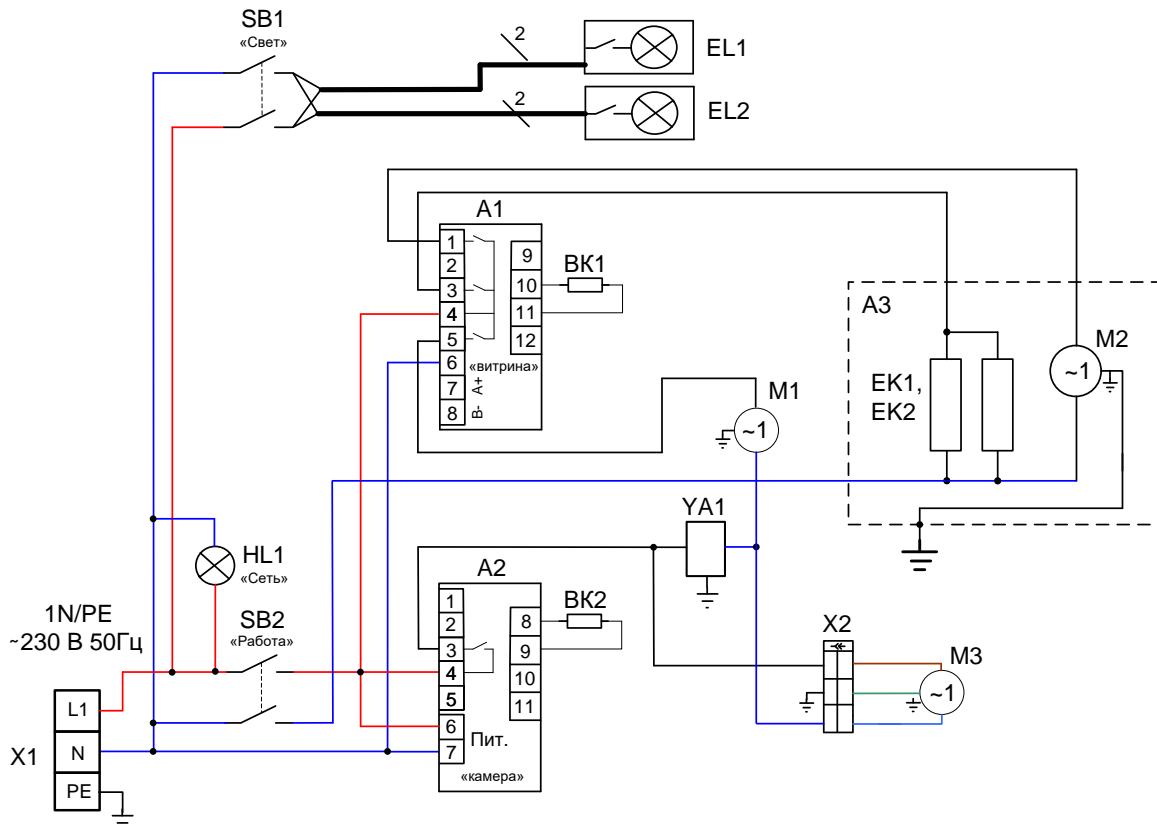 SB1
«Свет»
2
EL1
2
EL2
A1
1
2
3
4
5
6
7
8
9
10
11
12
«витрина»
B- A+
BK1
A3
EK1,
EK2
M2
~1
M1
~1
YA1
HL1
«Сеть»
1N/PE
~230 В 50Гц
SB2
«Работа»
A2
1
2
3
4
5
6
7
8
9
10
11
Пит.
«камера»
BK2
X2
M3
~1
X1
L1
N
PE